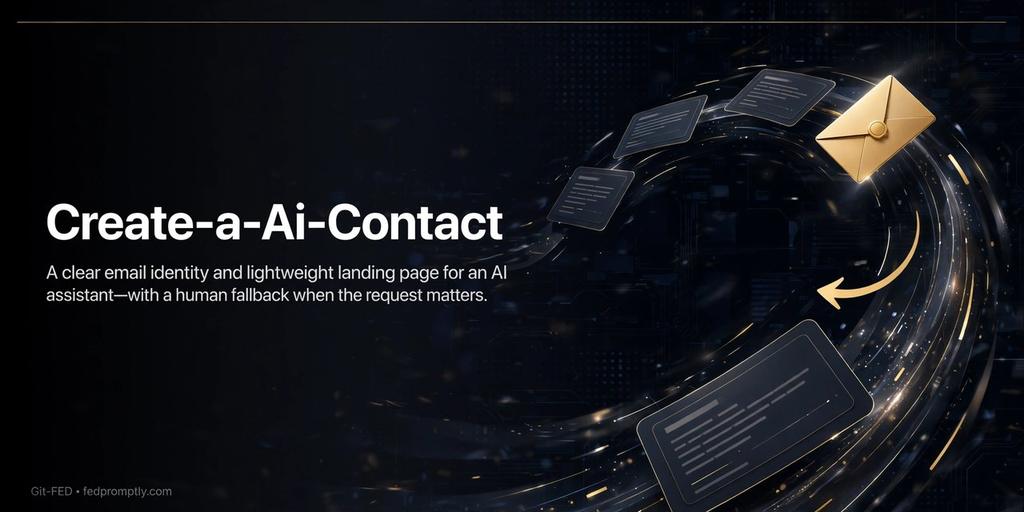 Create-a-Ai-Contact
A clear email identity and lightweight landing page for an AI
assistant—with a human fallback when the request matters.
Git-FED • fedpromptly.com